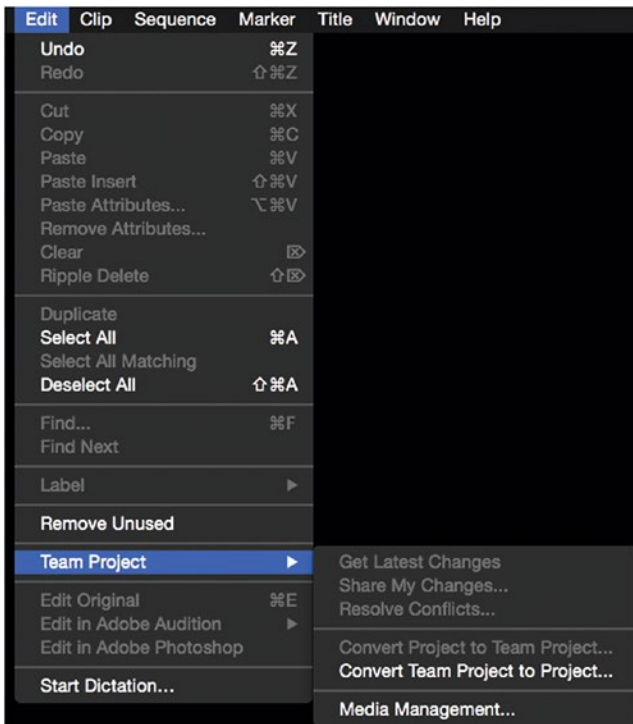 Edit Clip Sequence Marker Title Window Help
Undo ⌘Z
Redo ⇧⌘Z
Cut ⌘X
Copy ⌘C
Paste ⌘V
Paste Insert ⇧⌘V
Paste Attributes... ⌥⌘V
Remove Attributes...
Clear ⌦
Ripple Delete ⇧⌦
Duplicate
Select All ⌘A
Select All Matching
Deselect All ⇧⌘A
Find... ⌘F
Find Next
Label ▶
Remove Unused
Team Project ▶
Edit Original ⌘E
Edit in Adobe Audition ▶
Edit in Adobe Photoshop
Start Dictation...
Get Latest Changes
Share My Changes...
Resolve Conflicts...
Convert Project to Team Project...
Convert Team Project to Project...
Media Management...